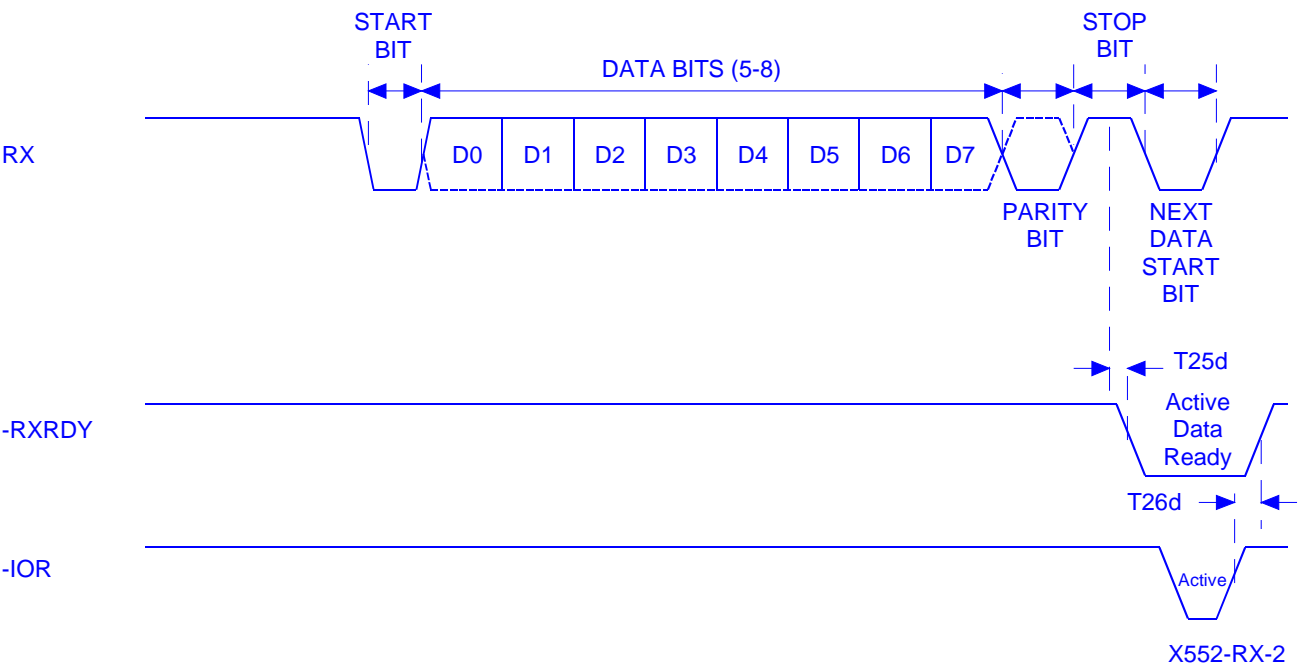 START
BIT
STOP
BIT
DATA BITS (5-8)
RX
D0 D1 D2 D3 D4 D5 D6 D7
PARITY
BIT
NEXT
DATA
START
BIT
T25d
-RXRDY
Active
Data
Ready
T26d
-IOR
Active
X552-RX-2